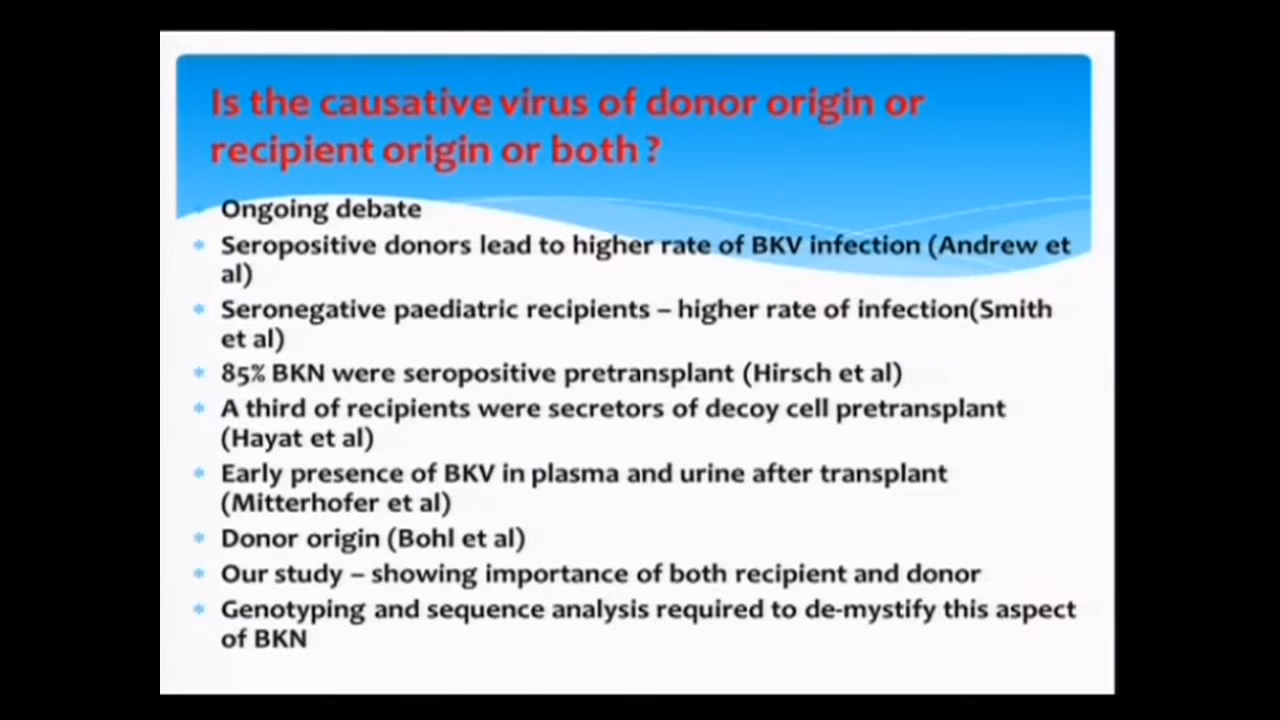 Is the causative virus of donor origin or
recipient origin or both ?
Ongoing debate
Seropositive donors lead to higher rate of BKV infection (Andrew et
al)
Seronegative paediatric recipients – higher rate of infection(Smith
et al)
85% BKN were seropositive pretransplant (Hirsch et al)
A third of recipients were secretors of decoy cell pretransplant
(Hayat et al)
Early presence of BKV in plasma and urine after transplant
(Mitterhofer et al)
Donor origin (Bohl et al)
Our study – showing importance of both recipient and donor
Genotyping and sequence analysis required to de-mystify this aspect
of BKN